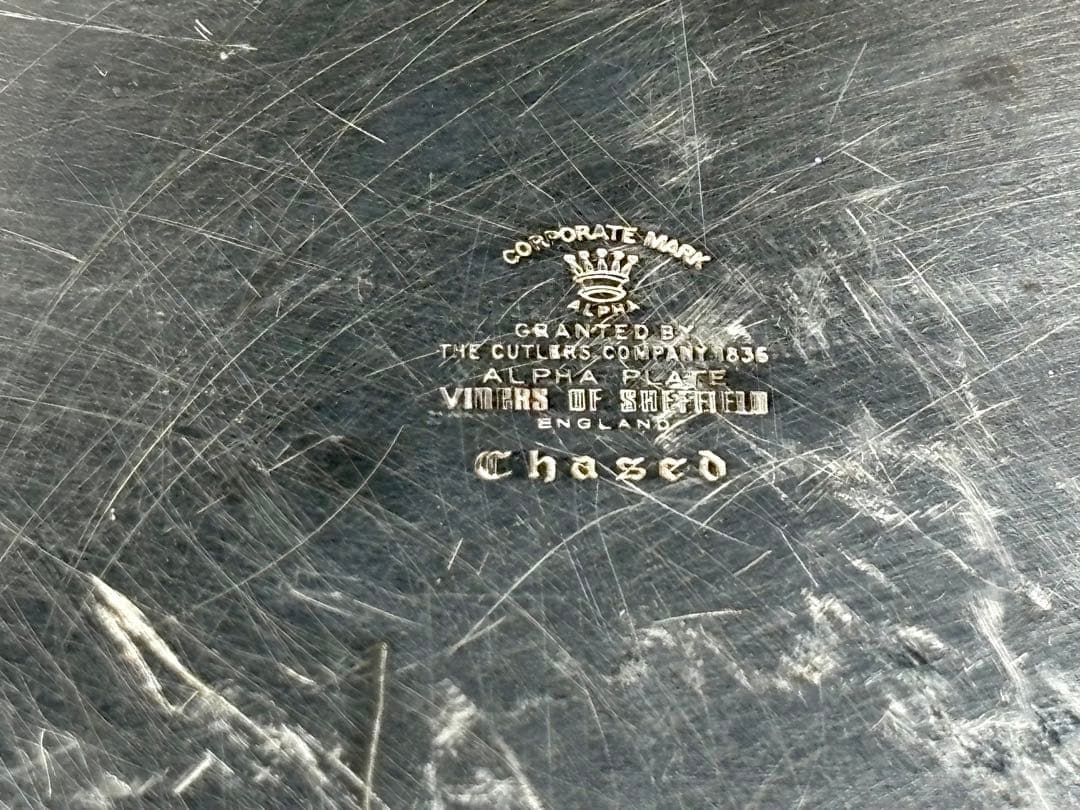 CORPORATE MARK
ALPHA
GRANTED BY
THE CUTLERS COMPANY 1836
ALPHA PLATE
VINERS OF SHEFFIELD
ENGLAND
Chased